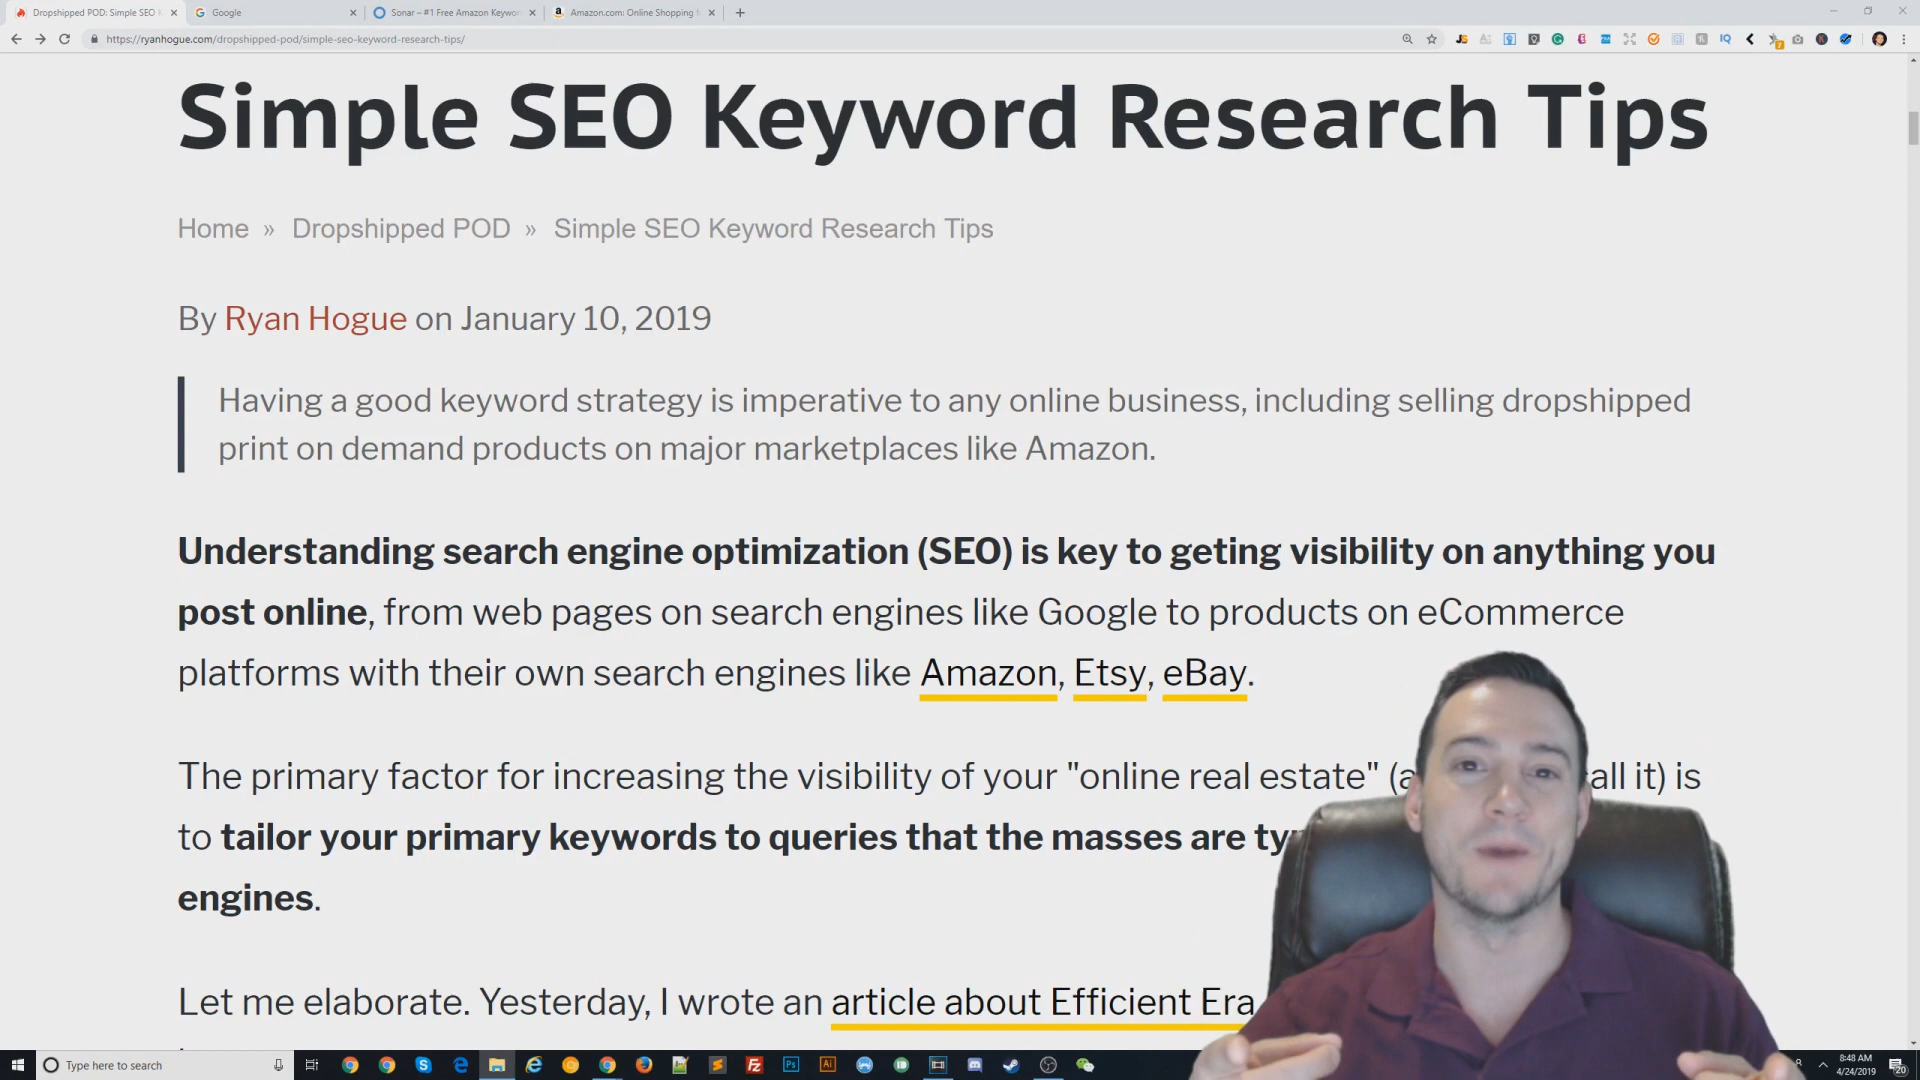 Dropshipped POD: Simple SEO K
Google
Sonar – #1 Free Amazon Keywor
Amazon.com: Online Shopping
https://ryanhogue.com/dropshipped-pod/simple-seo-keyword-research-tips/
Simple SEO Keyword Research Tips
Home » Dropshipped POD » Simple SEO Keyword Research Tips
By Ryan Hogue on January 10, 2019
Having a good keyword strategy is imperative to any online business, including selling dropshipped
print on demand products on major marketplaces like Amazon.
Understanding search engine optimization (SEO) is key to geting visibility on anything you
post online, from web pages on search engines like Google to products on eCommerce
platforms with their own search engines like Amazon, Etsy, eBay.
The primary factor for increasing the visibility of your "online real estate" (a call it) is
to tailor your primary keywords to queries that the masses are ty
engines.
Let me elaborate. Yesterday, I wrote an article about Efficient Era
Type here to search
8:48 AM
4/24/2019